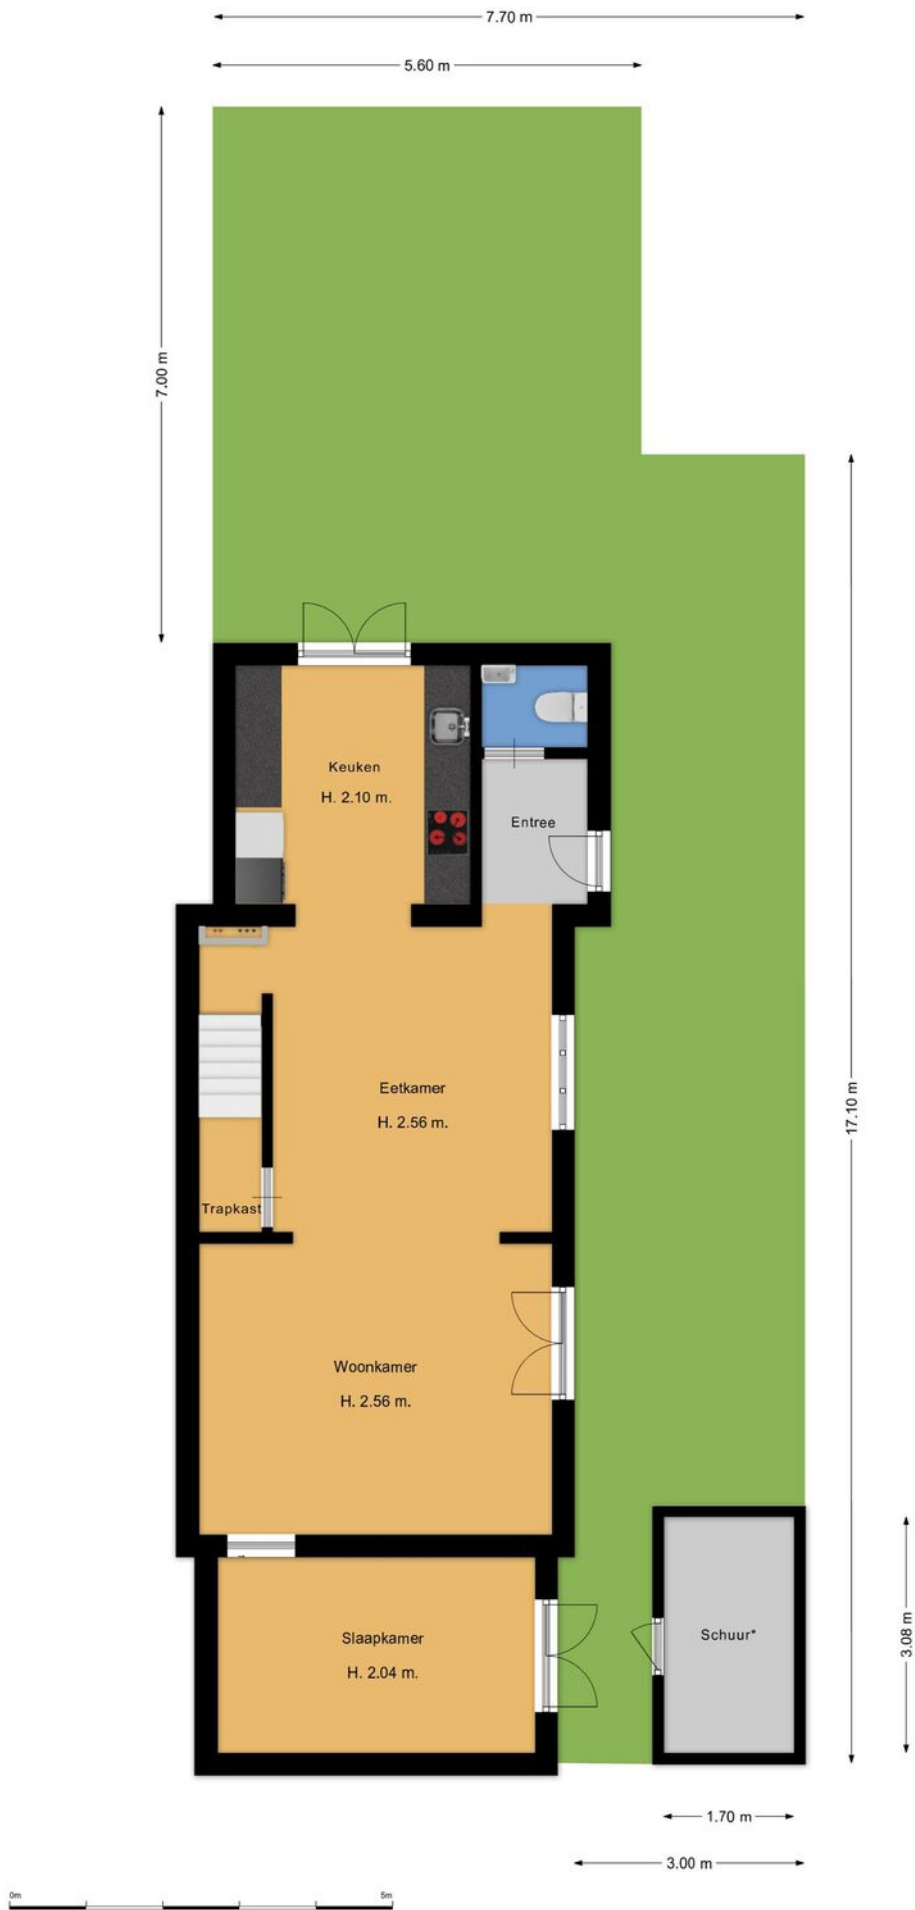 7.70 m
5.60 m
7.00 m
Keuken
H. 2.10 m.
Entree
Eetkamer
H. 2.56 m.
17.10 m
Trapkast
Woonkamer
H. 2.56 m.
Slaapkamer
H. 2.04 m.
Schuur*
3.08 m
1.70 m
3.00 m
0m
5m